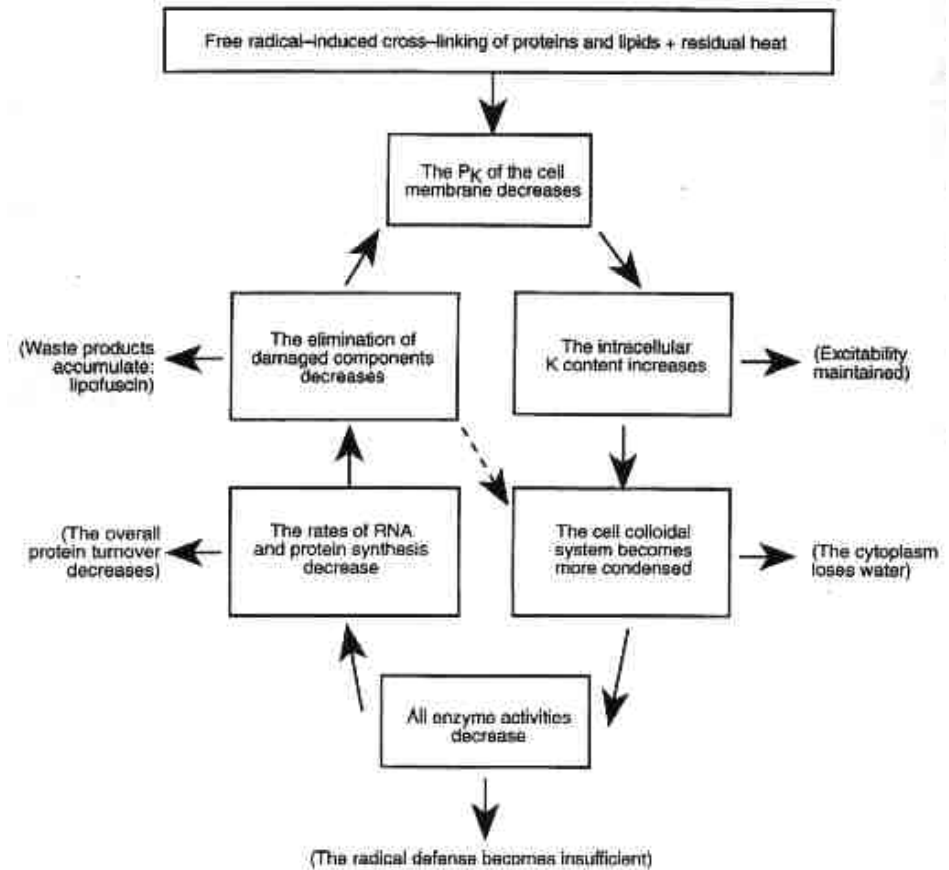 Free radical–induced cross–linking of proteins and lipids + residual heat
The PK of the cell
membrane decreases
The elimination of
damaged components
decreases
(Waste products
accumulate:
lipofuscin)
The intracellular
K content increases
(Excitability
maintained)
The rates of RNA
and protein synthesis
decrease
(The overall
protein turnover
decreases)
The cell colloidal
system becomes
more condensed
(The cytoplasm
loses water)
All enzyme activities
decrease
(The radical defense becomes insufficient)